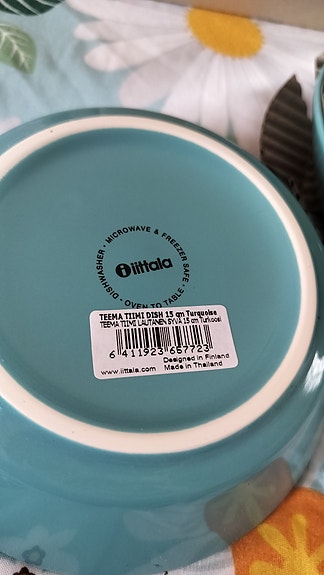 DISHWASHER • MICROWAVE & FREEZER SAFE • OVEN TO TABLE •
iittala
TEEMA TIIMI DISH 15 cm Turquoise
TEEMA TIIMI LAUTANEN SYVÄ 15 cm Turkoosi
6 411923 667723
Designed in Finland
www.iittala.com Made in Thailand